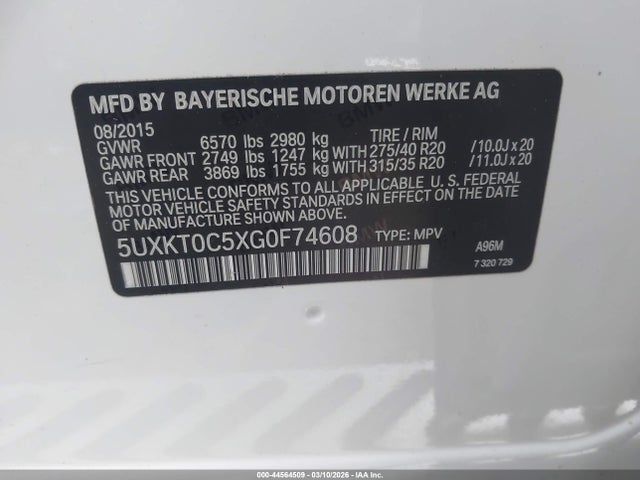 MFD BY BAYERISCHE MOTOREN WERKE AG
08/2015
GVWR 6570 lbs 2980 kg TIRE / RIM
GAWR FRONT 2749 lbs 1247 kg WITH 275/40 R20 /10.0J x 20
GAWR REAR 3869 lbs 1755 kg WITH 315/35 R20 /11.0J x 20
THIS VEHICLE CONFORMS TO ALL APPLICABLE U.S. FEDERAL
MOTOR VEHICLE SAFETY STANDARDS IN EFFECT ON THE DATE
OF MANUFACTURE SHOWN ABOVE.
5UXKT0C5XG0F74608 TYPE: MPV A96M
7 320 729
000-44564509 - 03/10/2026 - IAA Inc.